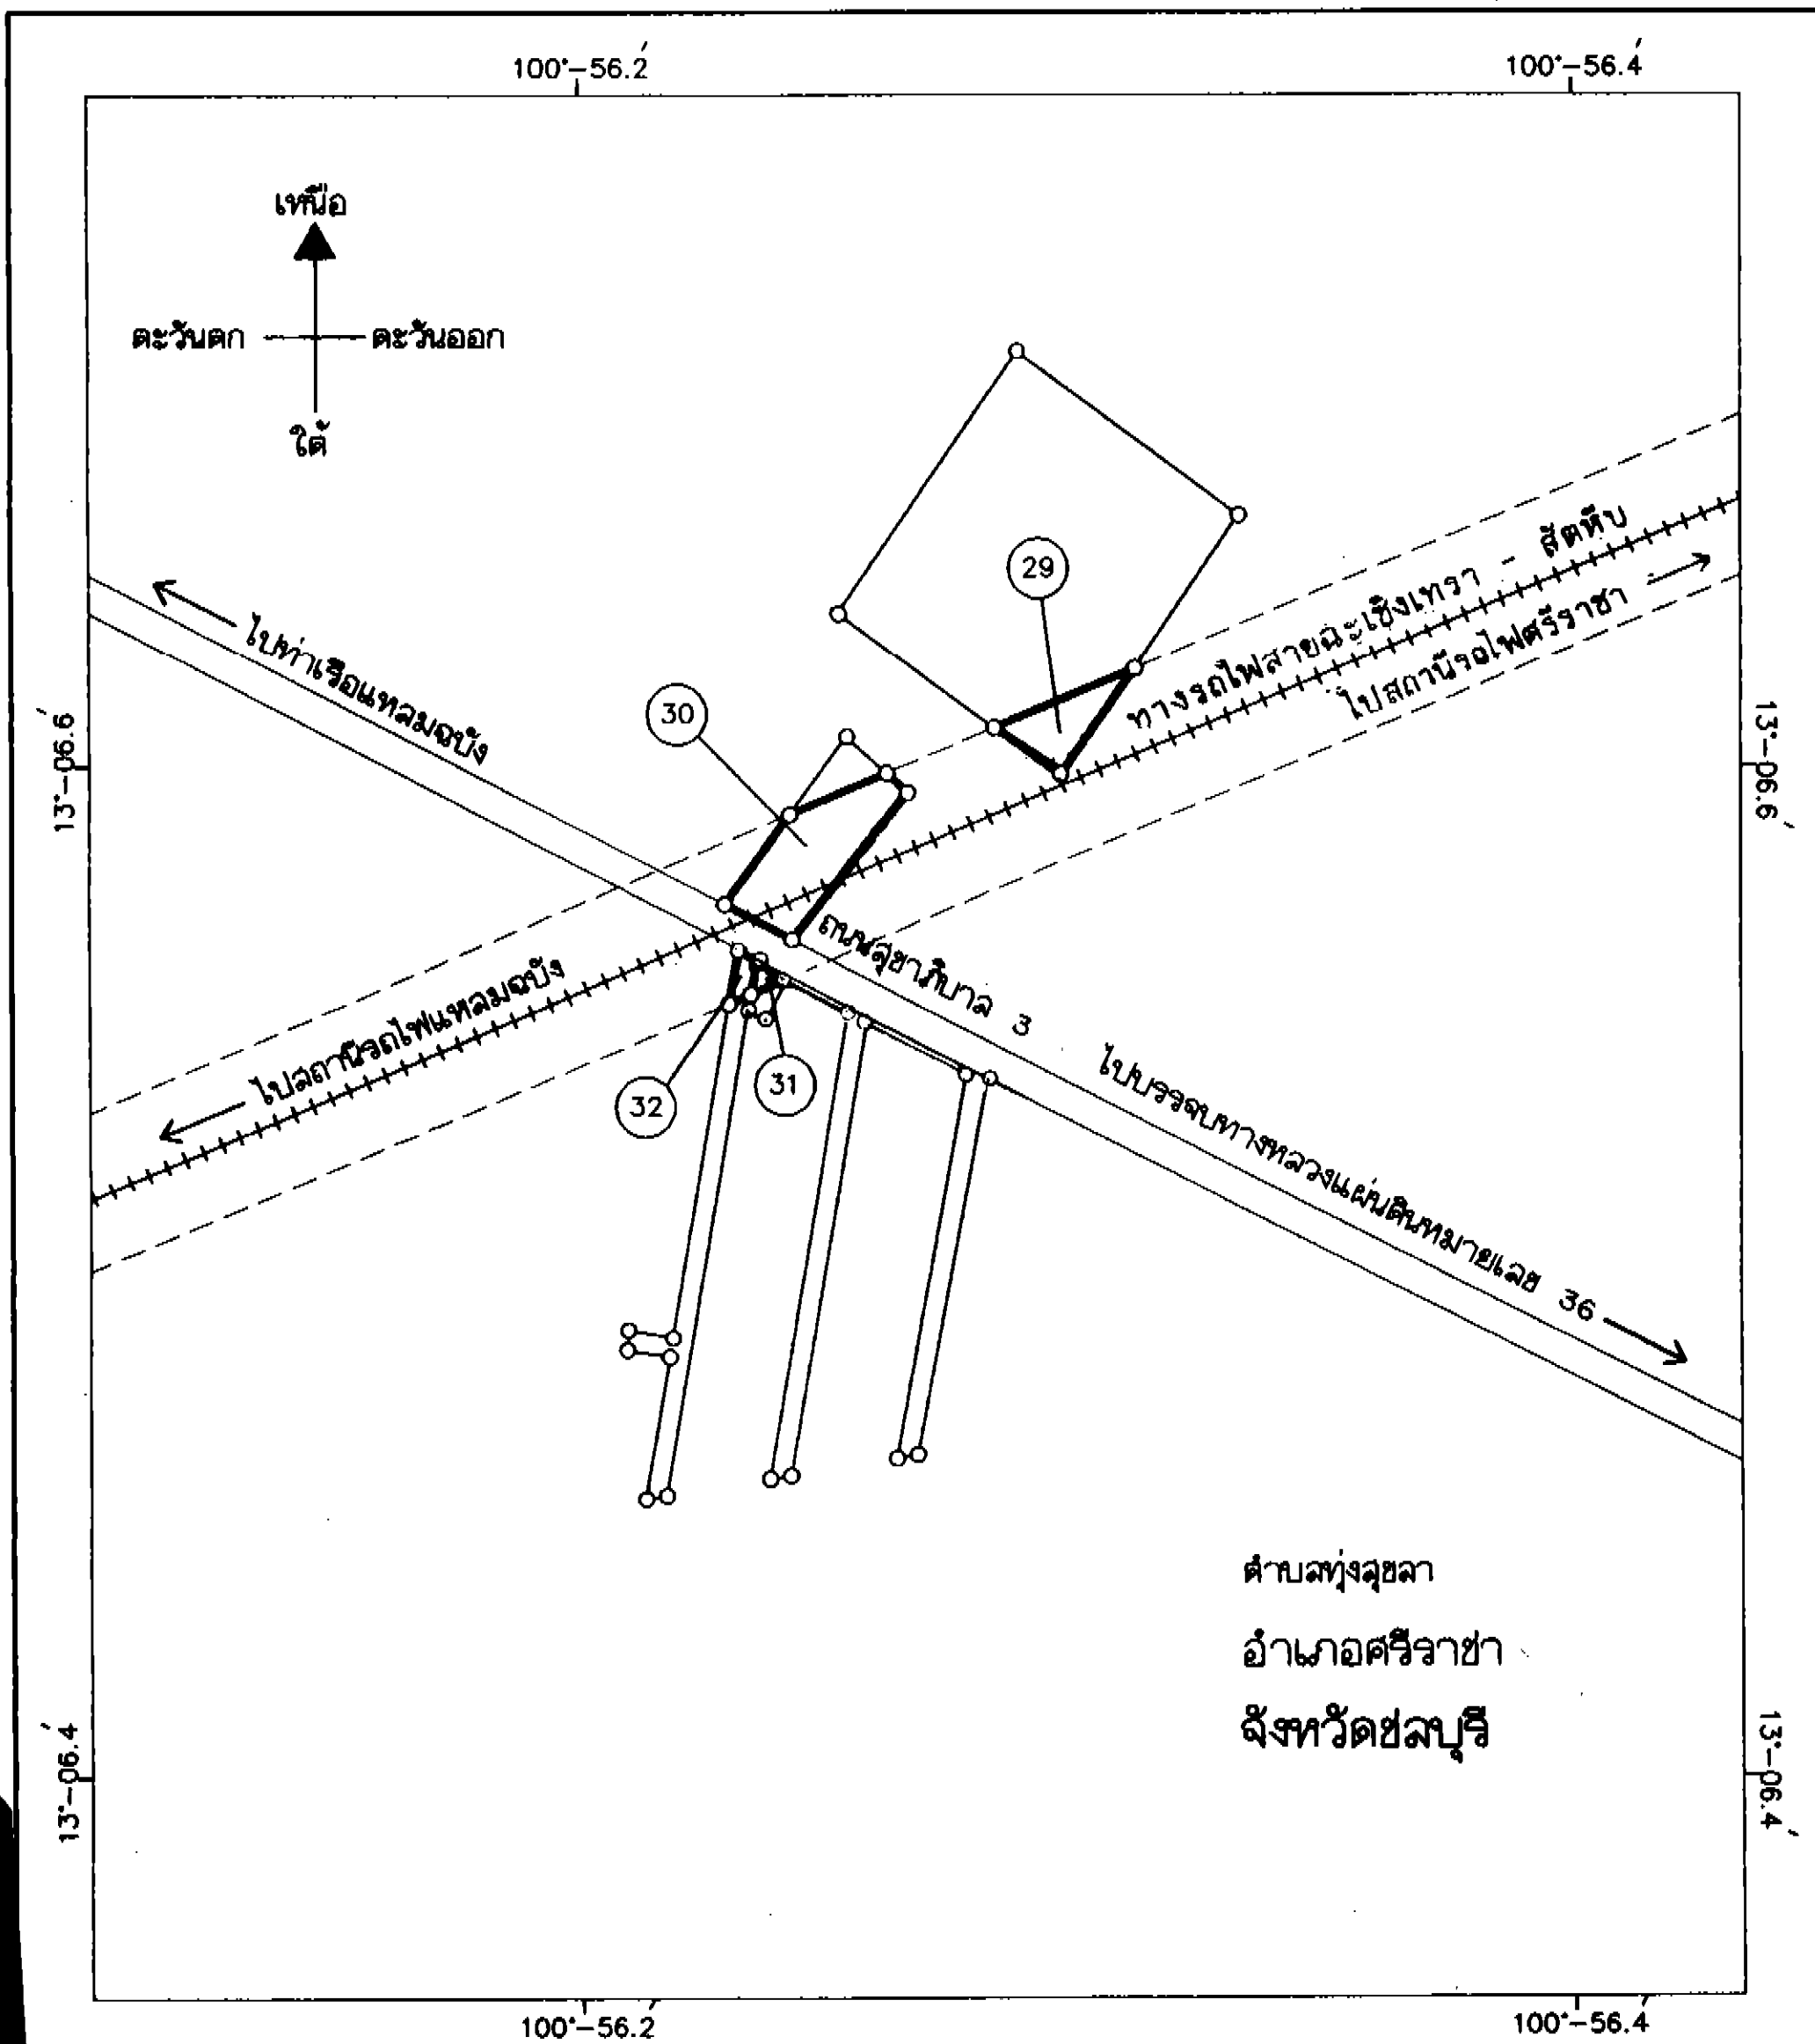 100°-56.2′
100°-56.4′
เหนือ
ตะวันตก
ตะวันออก
ใต้
29
ทางรถไฟสายฉะเชิงเทรา - สัตหีบ
ไปสถานีรถไฟศรีราชา
ไปท่าเรือแหลมฉบัง
30
13°-06.6′
13°-06.6′
ถนนสุขาภิบาล 3
ไปสถานีรถไฟแหลมฉบัง
32
31
ไปบรรจบทางหลวงแผ่นดินหมายเลข 36
ตำบลทุ่งสุขลา
อำเภอศรีราชา
จังหวัดชลบุรี
13°-06.4′
13°-06.4′
100°-56.2′
100°-56.4′